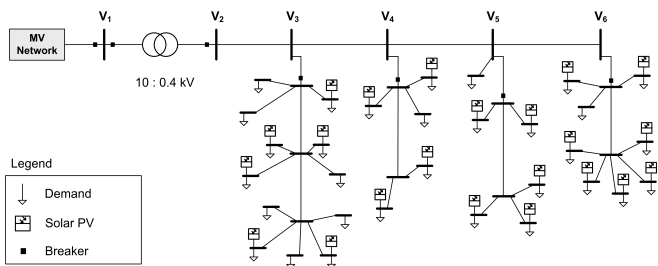 MV
Network
V₁
V₂
V₃
V₄
V₅
V₆
10 : 0.4 kV
Legend
Demand
Solar PV
Breaker